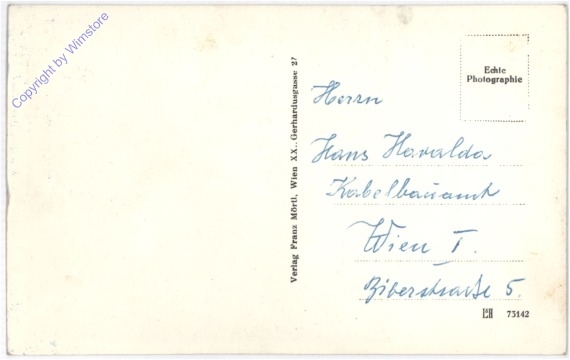 Copyright by Wimstore
Verlag Franz Mörtl, Wien XX., Gerhardusgasse 27
Echte
Photographie
Herrn
Hans Havalda
Kabelbauamt
Wien I.
Biberstraße 5.
73142